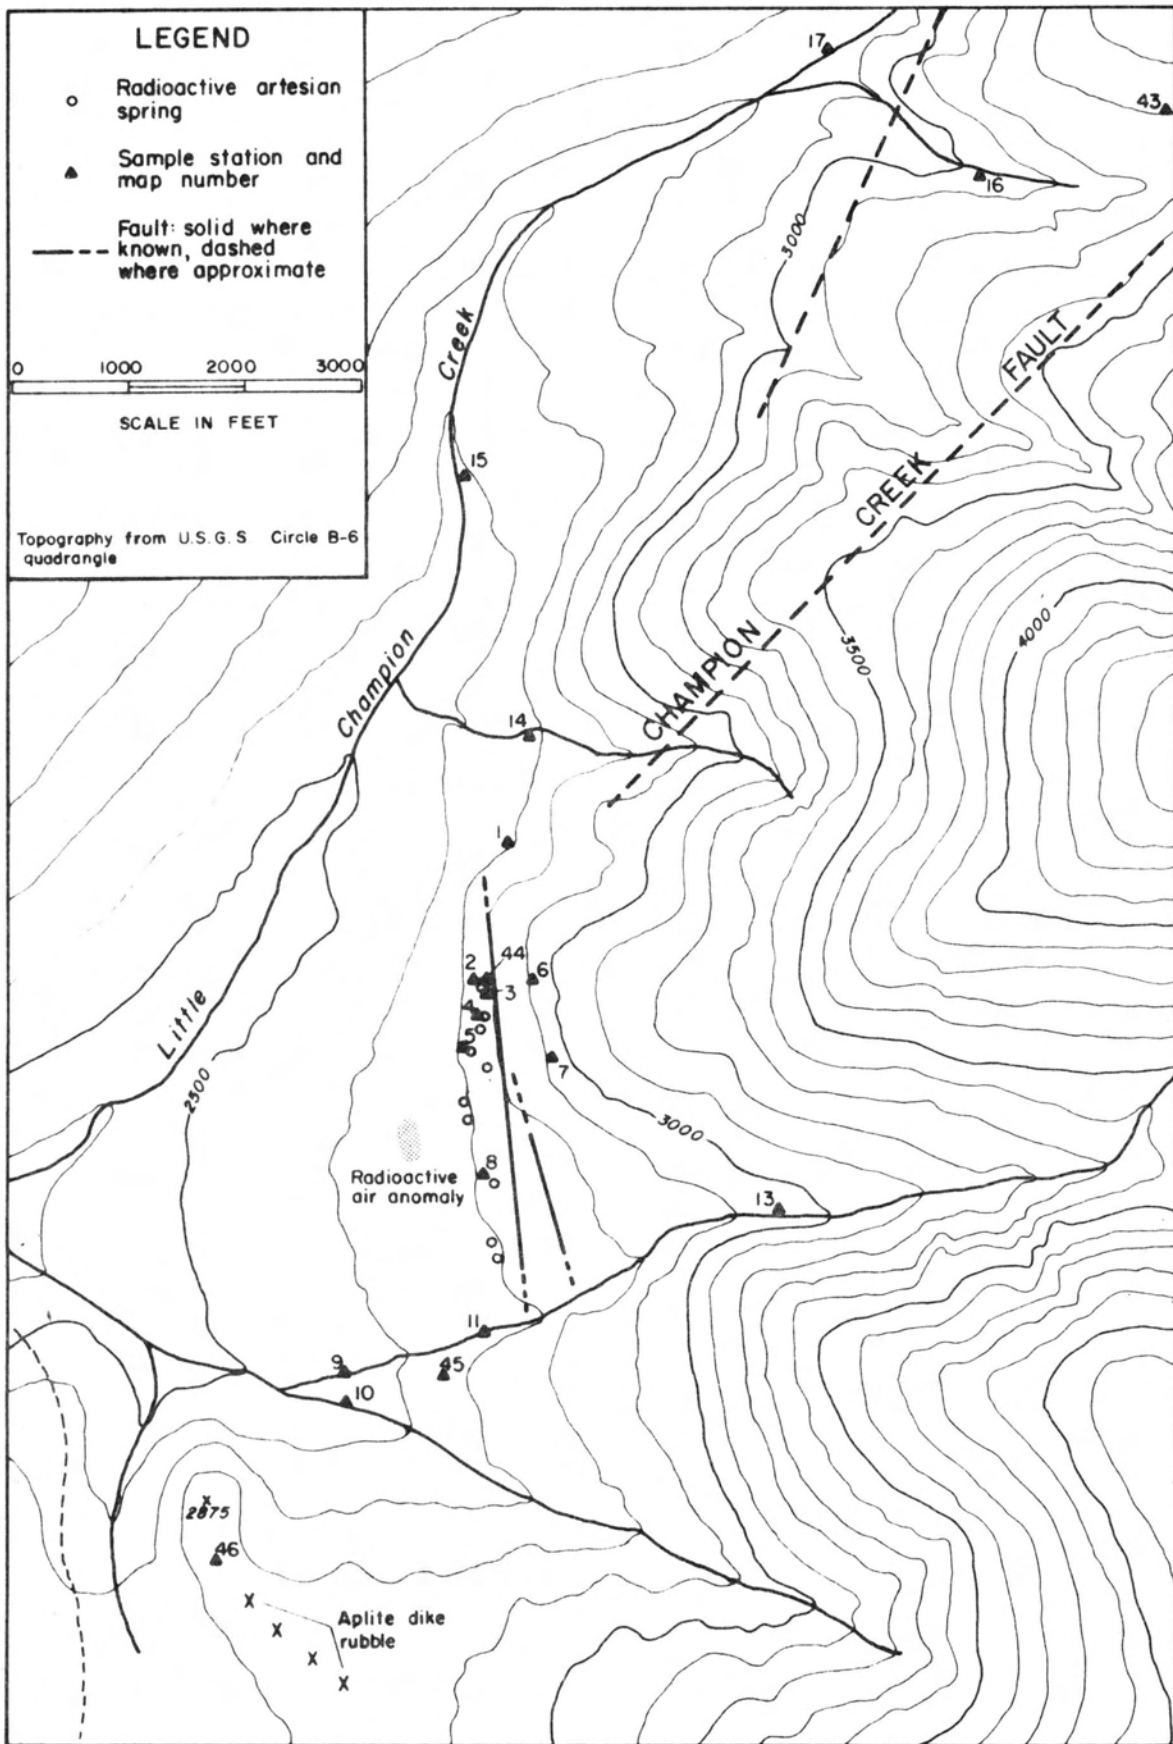 LEGEND
Radioactive artesian
spring
Sample station and
map number
Fault: solid where
known, dashed
where approximate
0 1000 2000 3000
SCALE IN FEET
Topography from U.S.G.S Circle B-6
quadrangle
17
43
16
3000
FAULT
Creek
15
CREEK
4000
3500
CHAMPION
Champion
14
1
2
44
6
3
4
5
7
Little
2500
3000
8
Radioactive
air anomaly
13
11
9
45
10
x
2875
46
x
x
x
x
Aplite dike
rubble